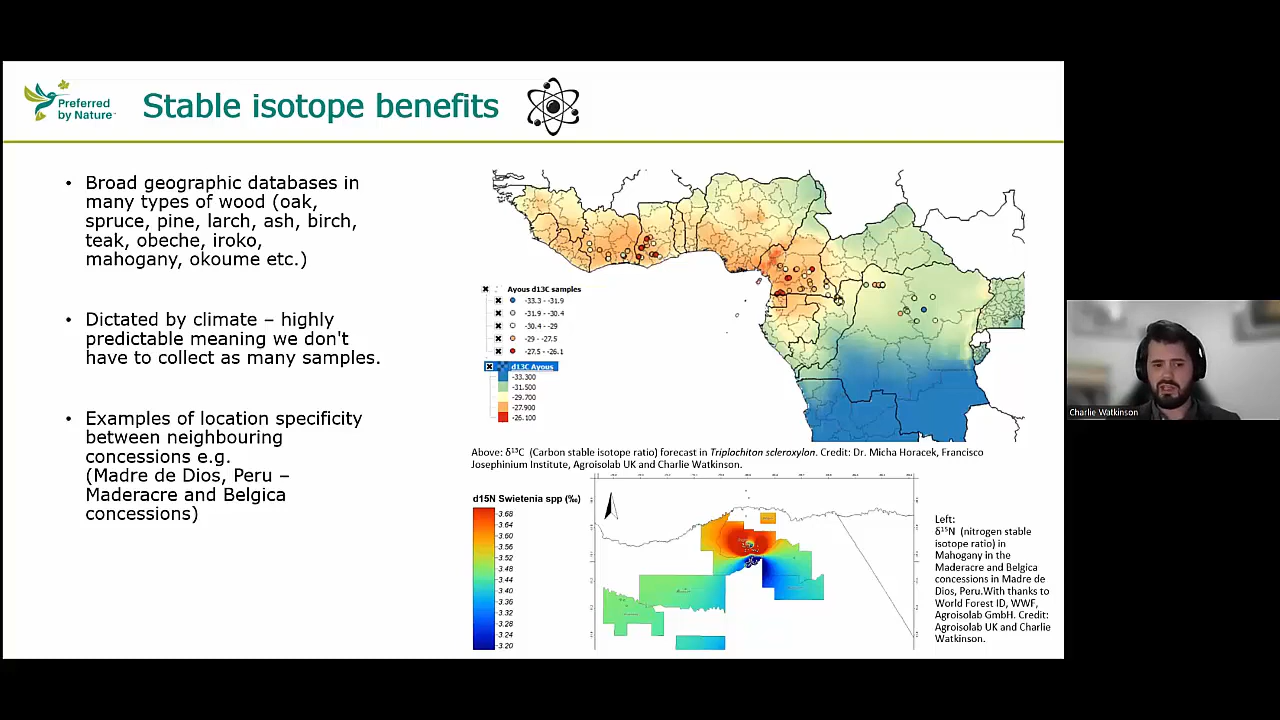 Preferred
by Nature™
Stable isotope benefits
• Broad geographic databases in
many types of wood (oak,
spruce, pine, larch, ash, birch,
teak, obeche, iroko,
mahogany, okoume etc.)
• Dictated by climate – highly
predictable meaning we don't
have to collect as many samples.
• Examples of location specificity
between neighbouring
concessions e.g.
(Madre de Dios, Peru –
Maderacre and Belgica
concessions)
Ayous d13C samples
-33.3 - -31.9
-31.9 - -30.4
-30.4 - -29
-29 - -27.5
-27.5 - -26.1
d13C Ayous
-33.300
-31.500
-29.700
-27.900
-26.100
Above: δ¹³C (Carbon stable isotope ratio) forecast in Triplochiton scleroxylon. Credit: Dr. Micha Horacek, Francisco
Josephinium Institute, Agroisolab UK and Charlie Watkinson.
d15N Swietenia spp (‰)
3.68
3.64
3.60
3.56
3.52
3.48
3.44
3.40
3.36
3.32
3.28
3.24
3.20
Left:
δ¹⁵N (nitrogen stable
isotope ratio) in
Mahogany in the
Maderacre and Belgica
concessions in Madre de
Dios, Peru.With thanks to
World Forest ID, WWF,
Agroisolab GmbH. Credit:
Agroisolab UK and Charlie
Watkinson.
Charlie Watkinson